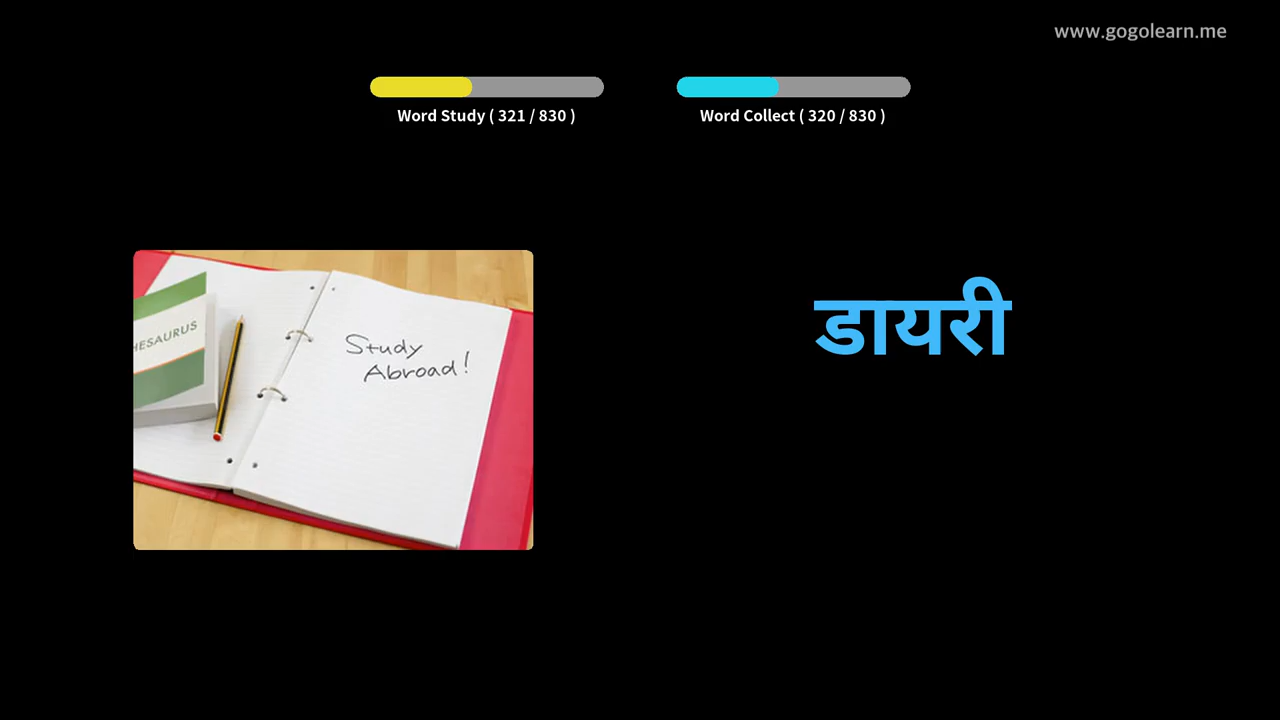 www.gogolearn.me
Word Study ( 321 / 830 )
Word Collect ( 320 / 830 )
HESAURUS
Study
Abroad!
डायरी